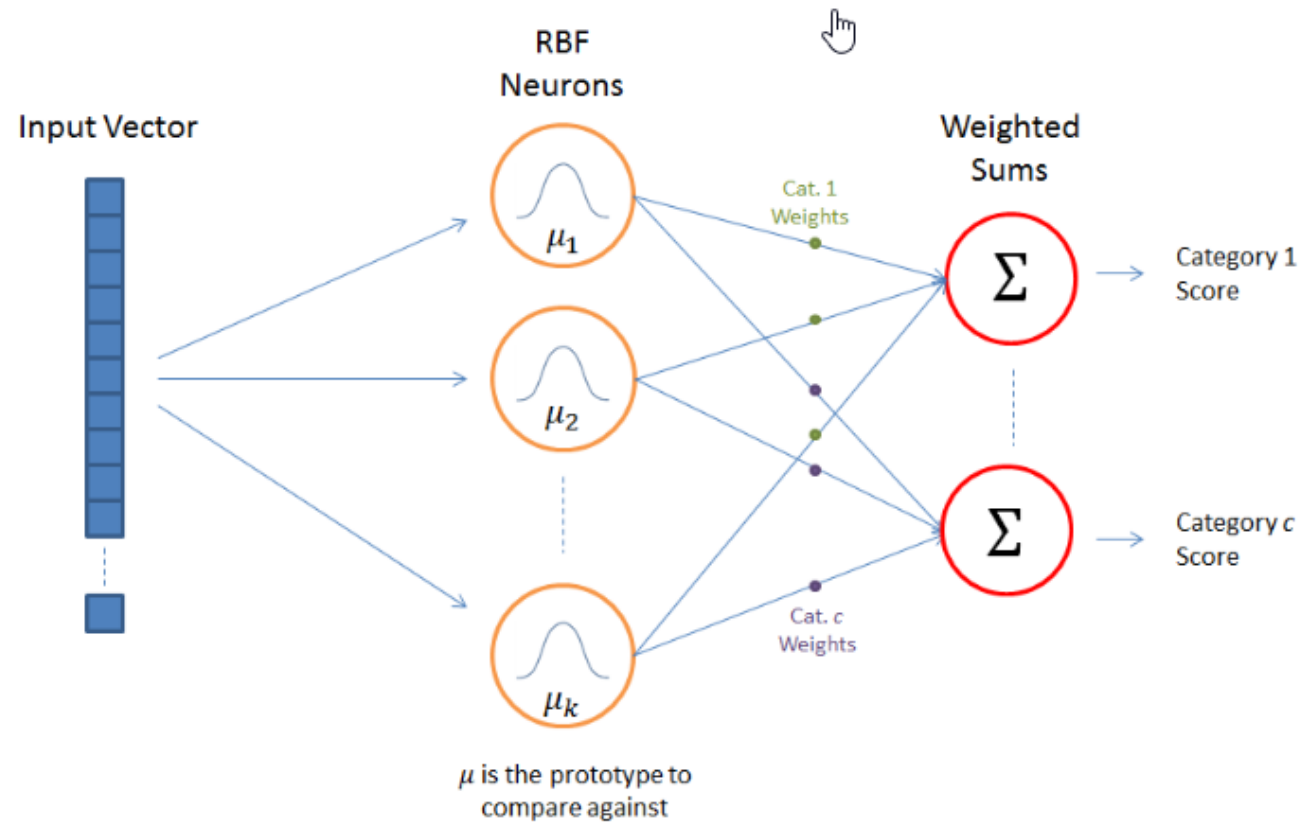 Input Vector
RBF
Neurons
μ₁
μ₂
μₖ
μ is the prototype to
compare against
Cat. 1
Weights
Cat. c
Weights
Weighted
Sums
Σ
Σ
Category 1
Score
Category c
Score